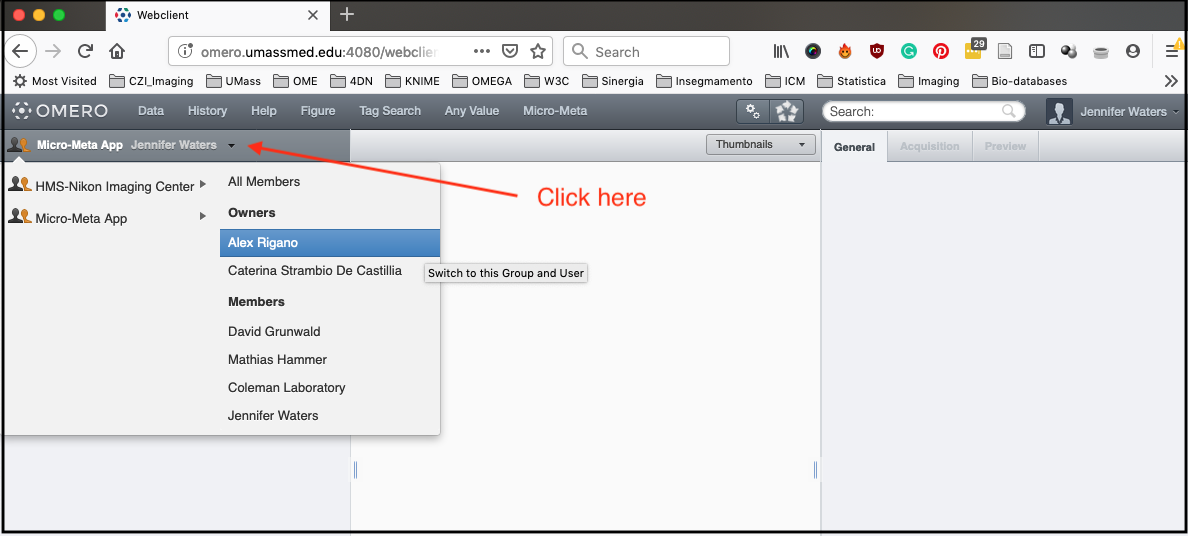 Webclient
omero.umassmed.edu:4080/webclie
Search
29
Most Visited CZI_Imaging UMass OME 4DN KNIME OMEGA W3C Sinergia Insegnamento ICM Statistica Imaging Bio-databases
OMERO Data History Help Figure Tag Search Any Value Micro-Meta Search: Jennifer Waters
Micro-Meta App Jennifer Waters Thumbnails General Acquisition Preview
HMS-Nikon Imaging Center
Micro-Meta App
All Members
Owners
Alex Rigano
Caterina Strambio De Castillia
Switch to this Group and User
Members
David Grunwald
Mathias Hammer
Coleman Laboratory
Jennifer Waters
Click here